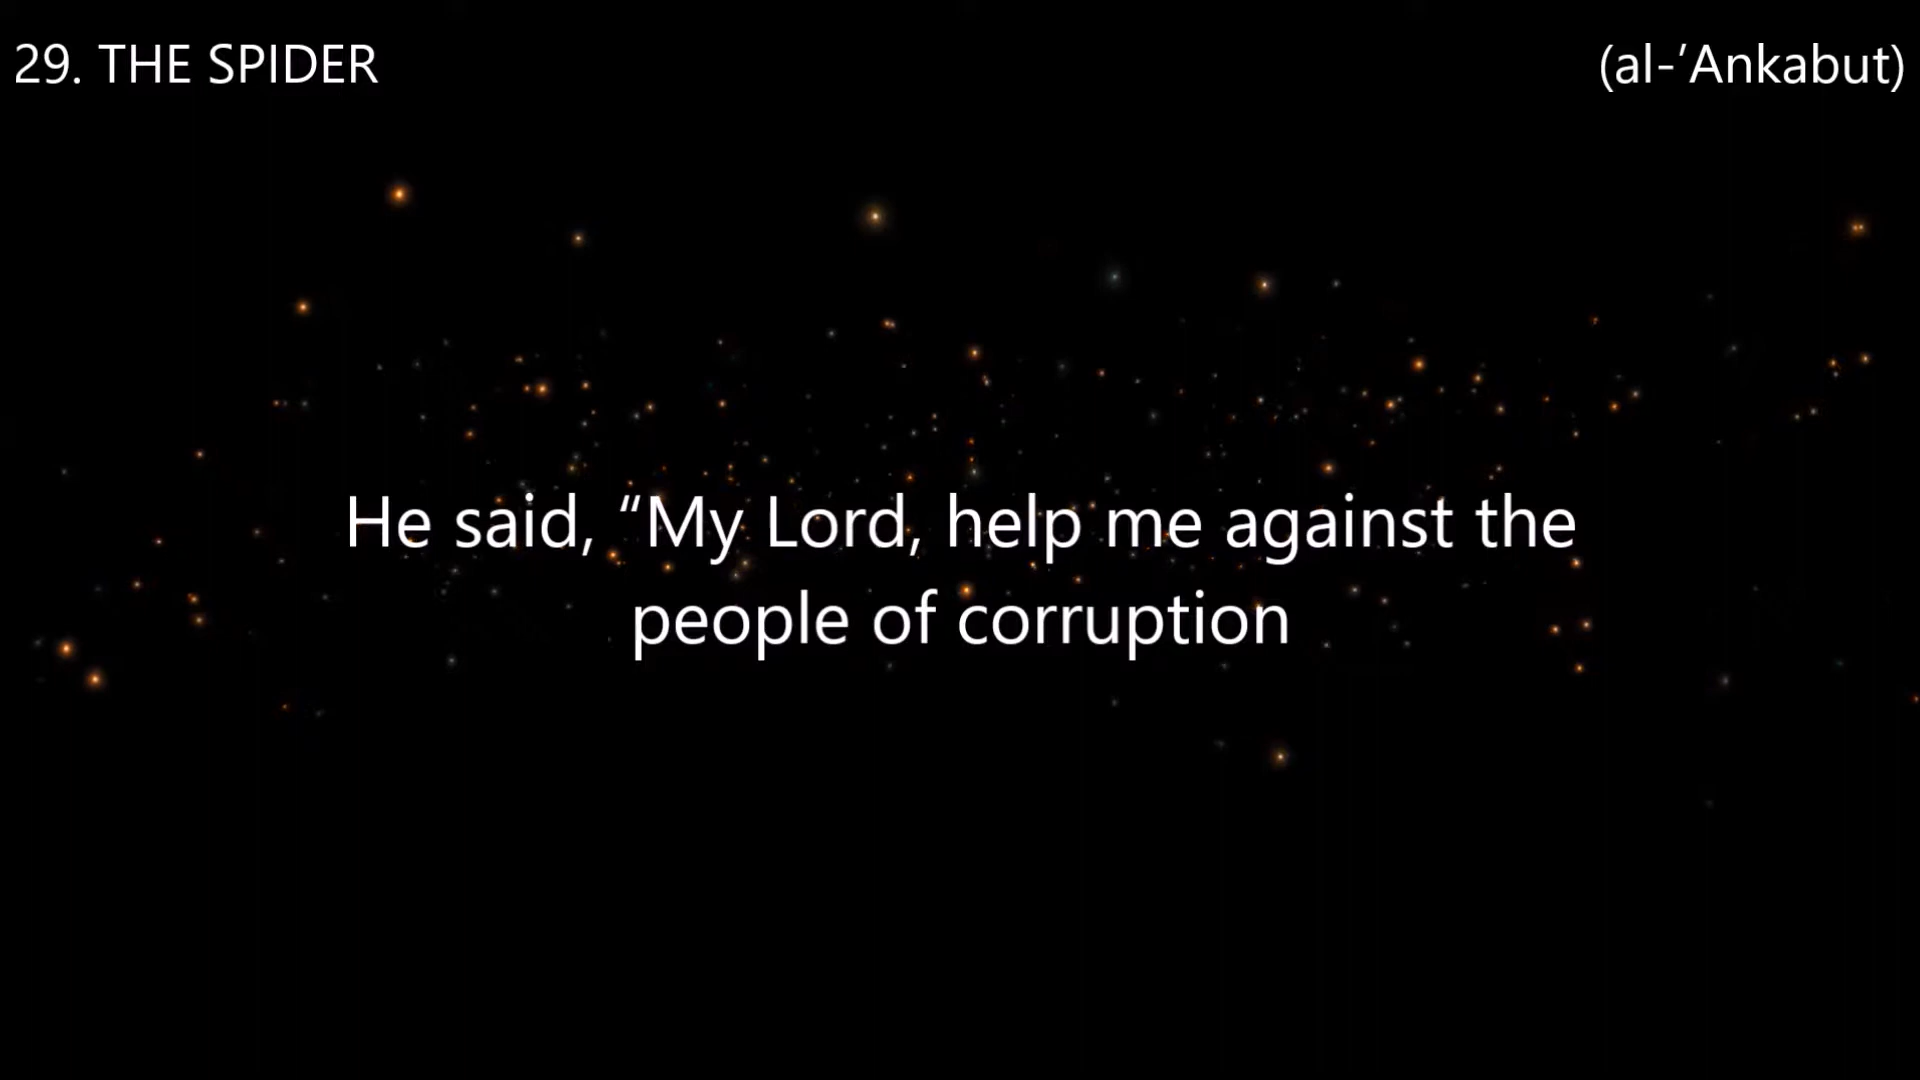 29. THE SPIDER
(al-’Ankabut)
He said, “My Lord, help me against the
people of corruption